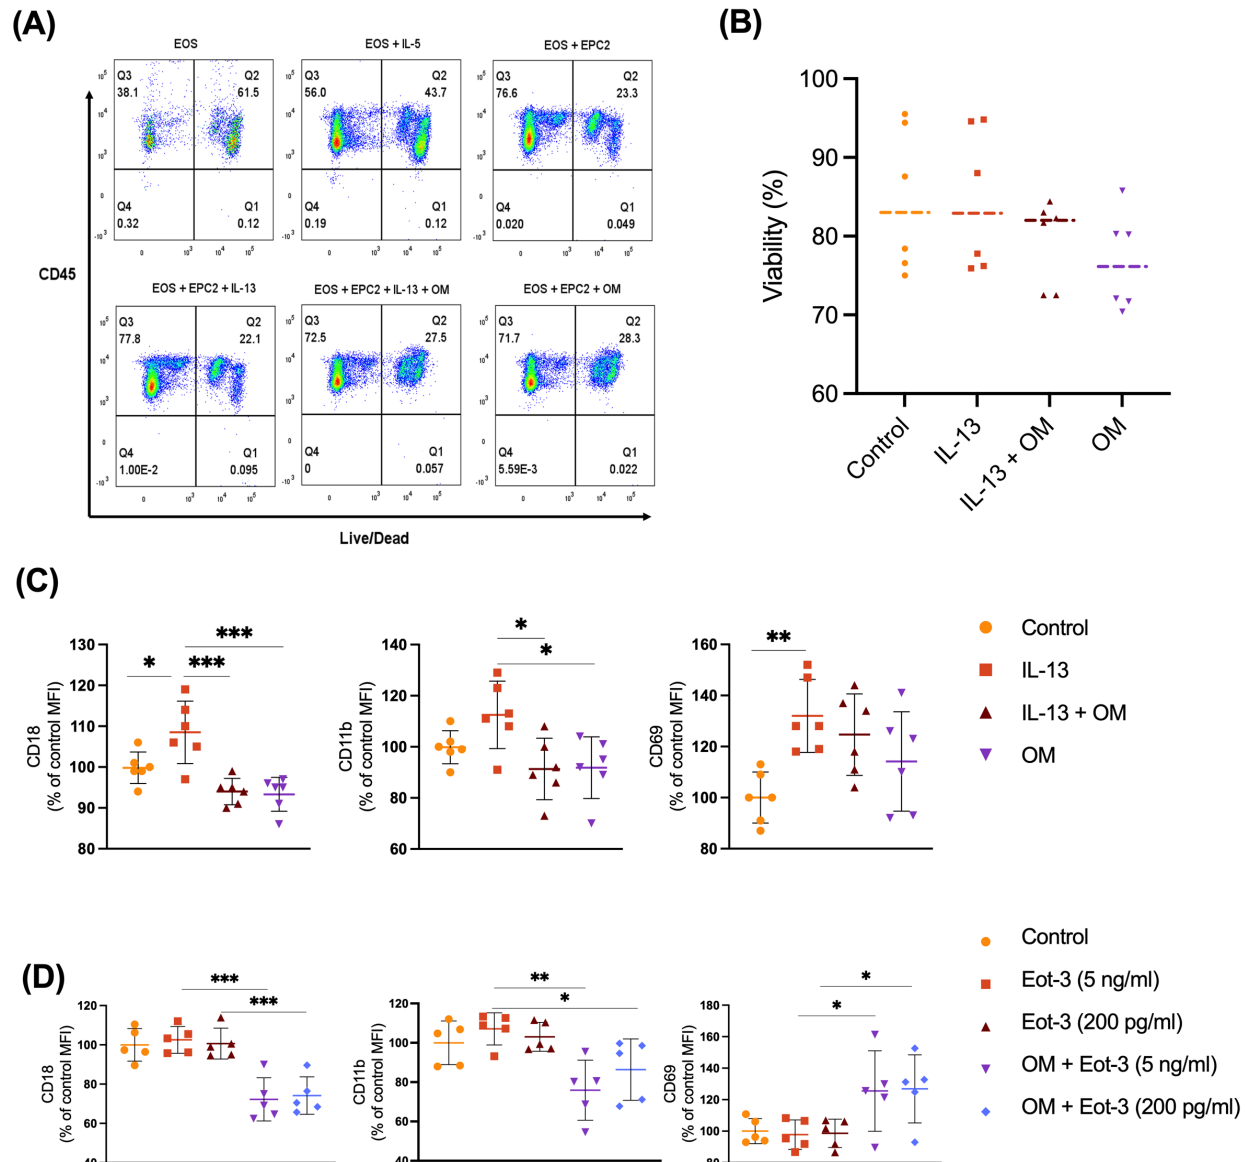 (A)
EOS
EOS + IL-5
EOS + EPC2
Q3
38.1
Q2
61.5
Q4
0.32
Q1
0.12
Q3
56.0
Q2
43.7
Q4
0.19
Q1
0.12
Q3
76.6
Q2
23.3
Q4
0.020
Q1
0.049
EOS + EPC2 + IL-13
EOS + EPC2 + IL-13 + OM
EOS + EPC2 + OM
Q3
77.8
Q2
22.1
Q4
1.00E-2
Q1
0.095
Q3
72.5
Q2
27.5
Q4
0
Q1
0.057
Q3
71.7
Q2
28.3
Q4
5.59E-3
Q1
0.022
CD45
Live/Dead
(B)
Viability (%)
100
90
80
70
60
Control
IL-13
IL-13 + OM
OM
(C)
CD18
(% of control MFI)
130
120
110
100
90
80
*
***
***
CD11b
(% of control MFI)
140
120
100
80
60
*
*
CD69
(% of control MFI)
160
140
120
100
80
**
Control
IL-13
IL-13 + OM
OM
(D)
CD18
(% of control MFI)
120
100
80
60
40
***
***
CD11b
(% of control MFI)
120
100
80
60
40
**
*
CD69
(% of control MFI)
180
160
140
120
100
80
*
*
Control
Eot-3 (5 ng/ml)
Eot-3 (200 pg/ml)
OM + Eot-3 (5 ng/ml)
OM + Eot-3 (200 pg/ml)